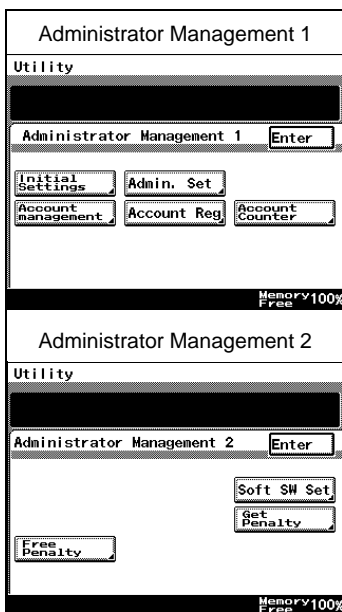 Administrator Management 1
Utility
Administrator Management 1 Enter
Initial Settings Admin. Set
Account management Account Reg Account Counter
Memory Free 100%
Administrator Management 2
Utility
Administrator Management 2 Enter
Soft SW Set
Get Penalty
Free Penalty
Memory Free 100%